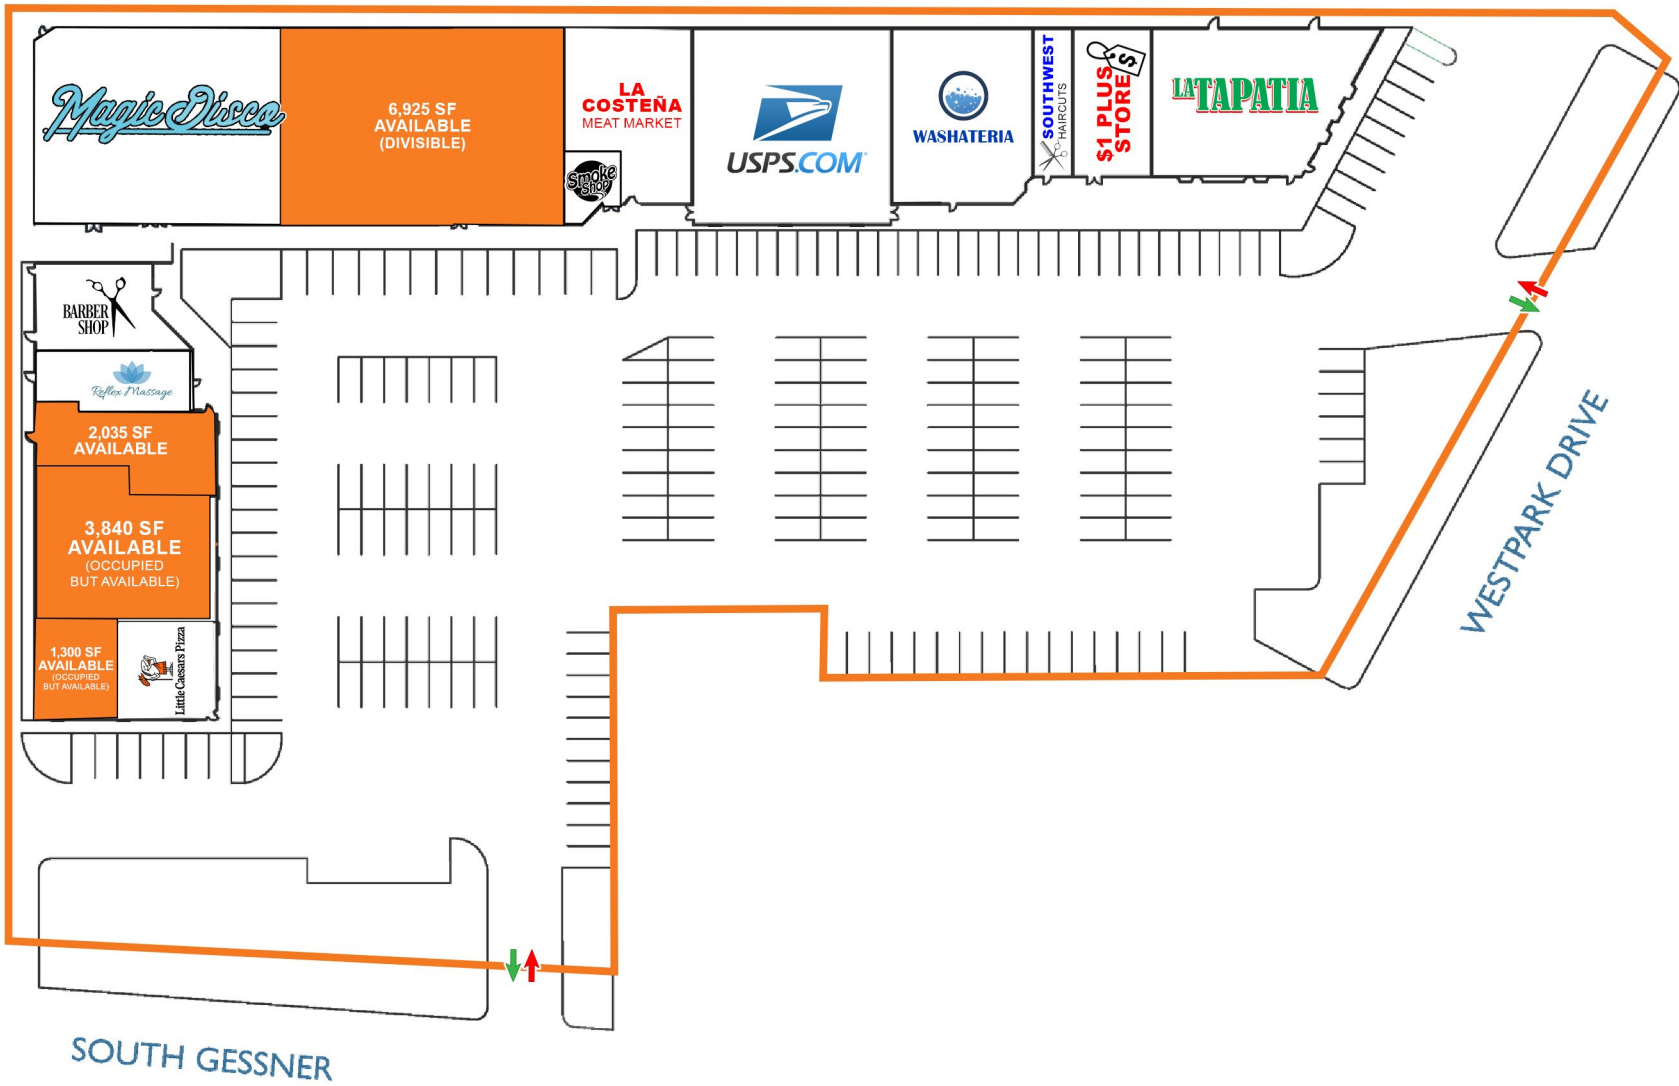 Magic Disco
6,925 SF
AVAILABLE
(DIVISIBLE)
LA
COSTEÑA
MEAT MARKET
Smoke
Shop
USPS.COM®
WASHATERIA
SOUTHWEST
HAIRCUTS
$1 PLUS
STORE
$
LA TAPATIA
BARBER
SHOP
Reflex Massage
2,035 SF
AVAILABLE
3,840 SF
AVAILABLE
(OCCUPIED
BUT AVAILABLE)
1,300 SF
AVAILABLE
(OCCUPIED
BUT AVAILABLE)
Little Caesars Pizza
WESTPARK DRIVE
SOUTH GESSNER